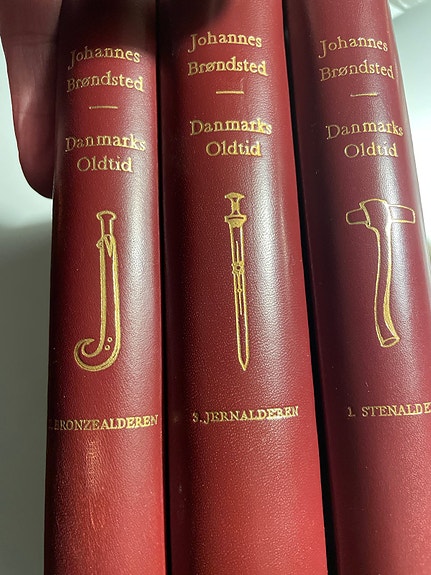 Johannes
Brøndsted
Danmarks
Oldtid
BRONZEALDEREN
Johannes
Brøndsted
Danmarks
Oldtid
3. JERNALDEREN
Johannes
Brøndsted
Danmarks
Oldtid
1. STENALDE